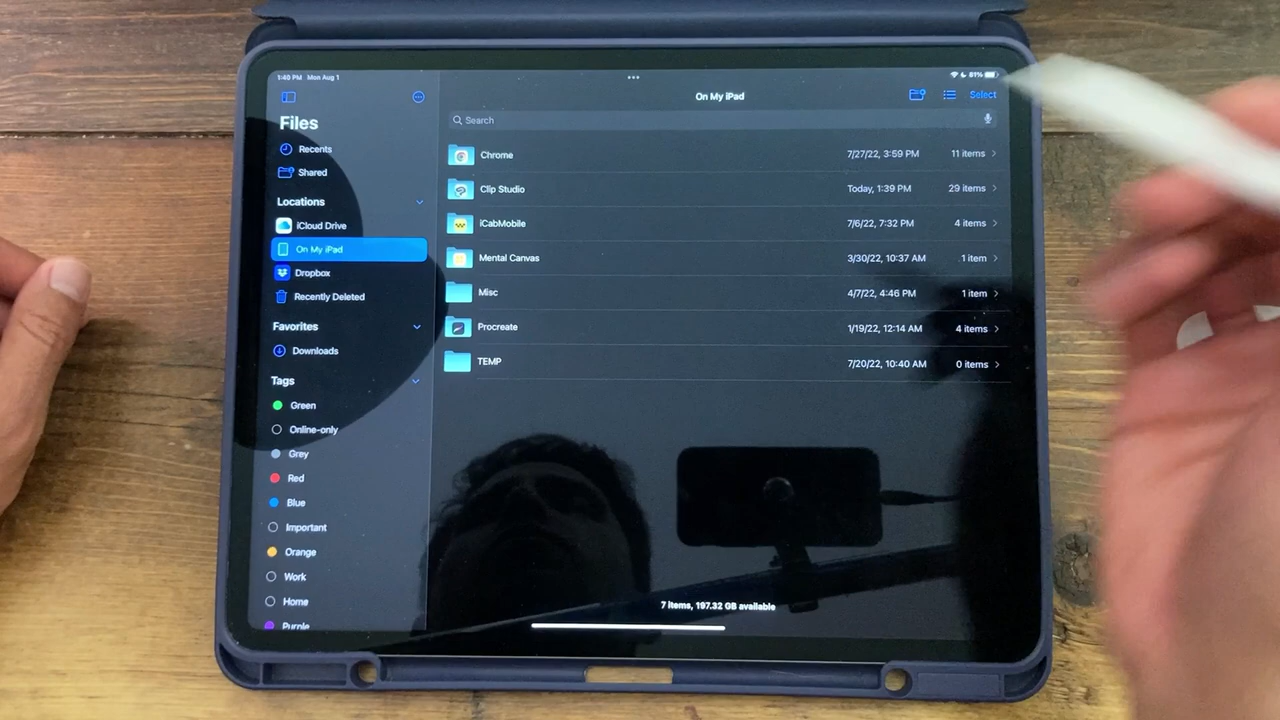 1:40 PM Mon Aug 1
81%
Files
Recents
Shared
Locations
iCloud Drive
On My iPad
Dropbox
Recently Deleted
Favorites
Downloads
Tags
Green
Online-only
Grey
Red
Blue
Important
Orange
Work
Home
Purple
On My iPad
Select
Search
Chrome 7/27/22, 3:59 PM 11 items
Clip Studio Today, 1:39 PM 29 items
iCabMobile 7/6/22, 7:32 PM 4 items
Mental Canvas 3/30/22, 10:37 AM 1 item
Misc 4/7/22, 4:46 PM 1 item
Procreate 1/19/22, 12:14 AM 4 items
TEMP 7/20/22, 10:40 AM 0 items
7 items, 197.32 GB available